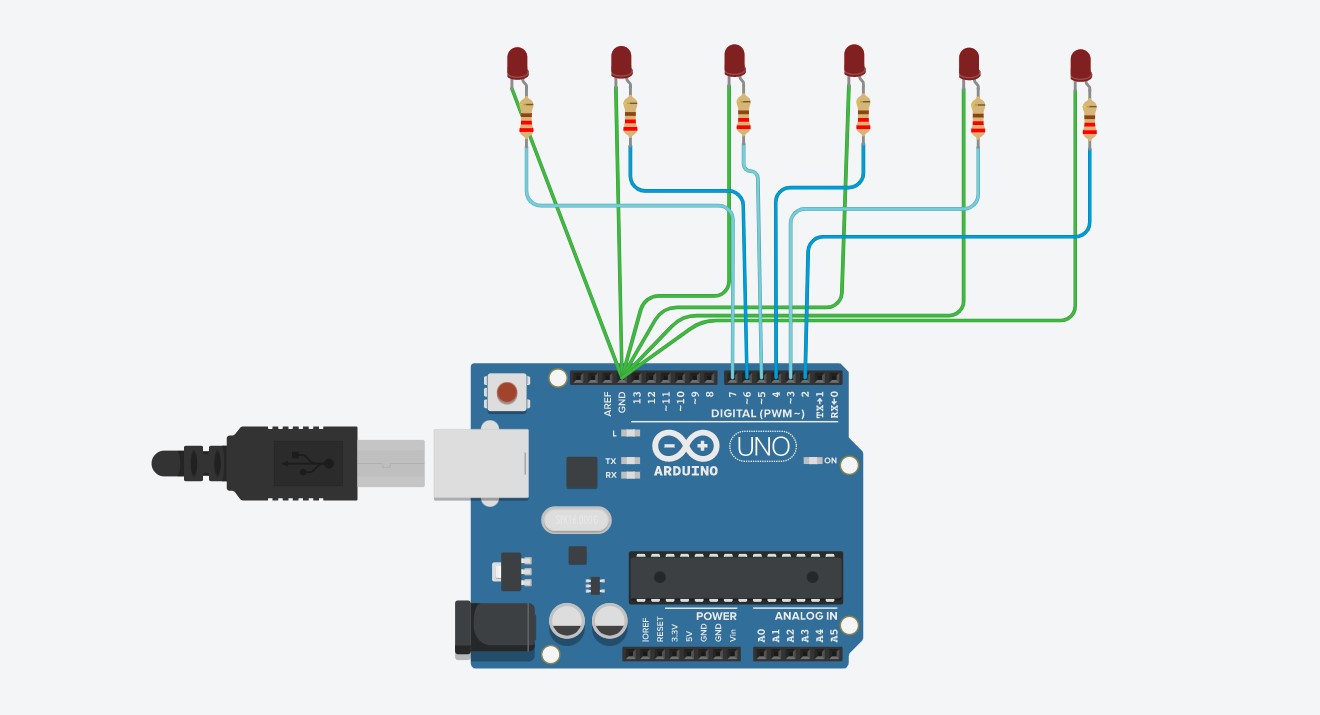 AREF
GND
13
12
~11
~10
~9
8
7
~6
~5
4
~3
2
TX→1
RX←0
DIGITAL (PWM~)
L
TX
RX
ARDUINO
UNO
ON
POWER
ANALOG IN
IOREF
RESET
3.3V
5V
GND
GND
Vin
A0
A1
A2
A3
A4
A5